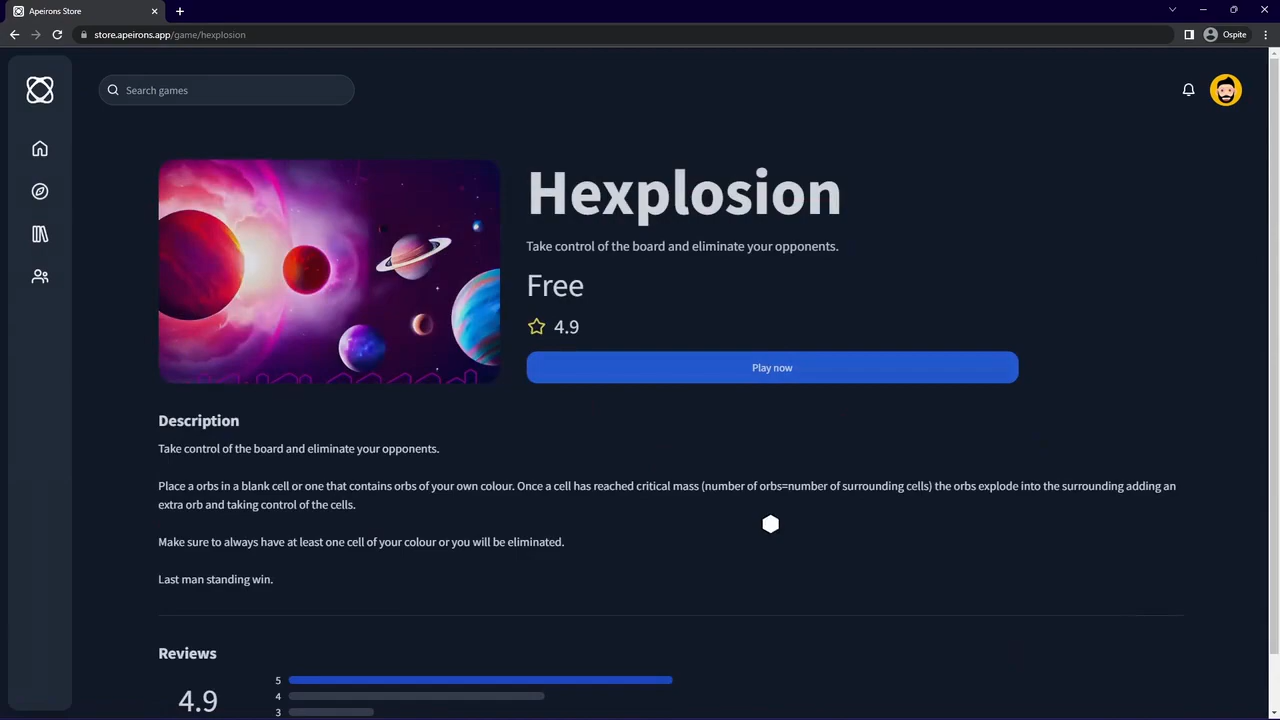 Apeirons Store
store.apeirons.app/game/hexplosion
Ospite
Search games
Hexplosion
Take control of the board and eliminate your opponents.
Free
4.9
Play now
Description
Take control of the board and eliminate your opponents.
Place a orbs in a blank cell or one that contains orbs of your own colour. Once a cell has reached critical mass (number of orbs=number of surrounding cells) the orbs explode into the surrounding adding an
extra orb and taking control of the cells.
Make sure to always have at least one cell of your colour or you will be eliminated.
Last man standing win.
Reviews
4.9
5
4
3